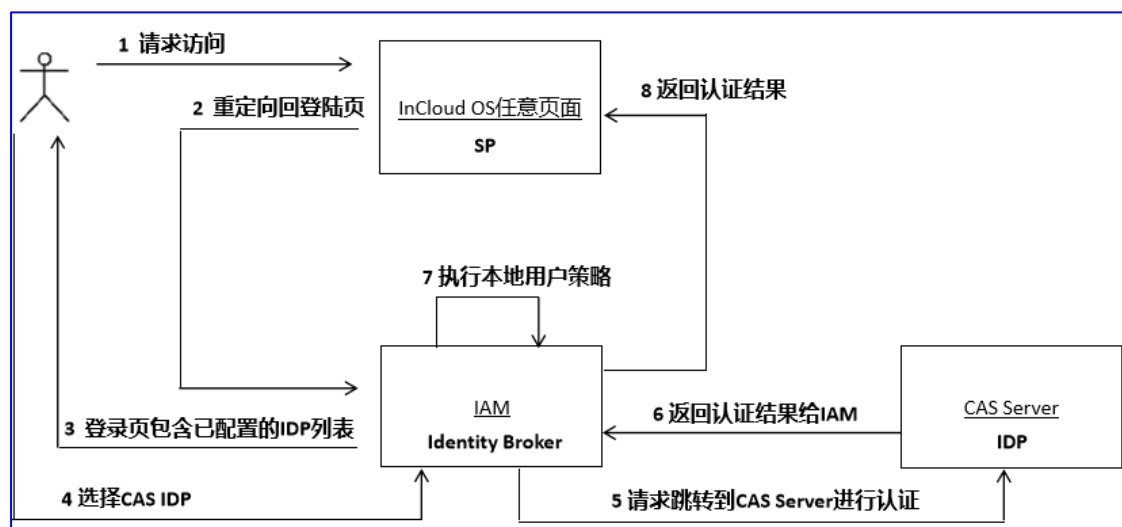 1 请求访问
2 重定向回登陆页
InCloud OS任意页面
SP
8 返回认证结果
7 执行本地用户策略
IAM
Identity Broker
3 登录页包含已配置的IDP列表
6 返回认证结果给IAM
CAS Server
IDP
4 选择CAS IDP
5 请求跳转到CAS Server进行认证